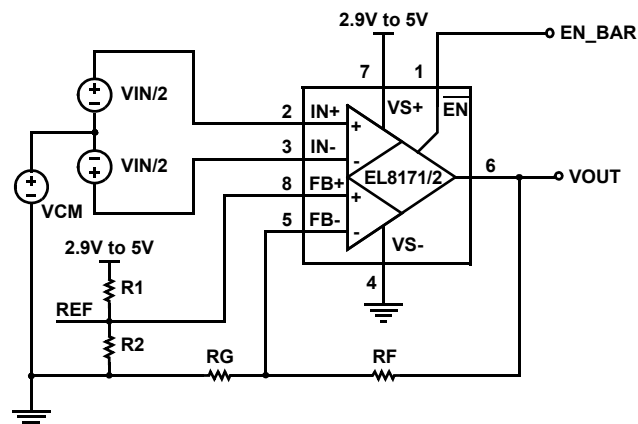 2.9V to 5V
EN_BAR
7
1
VIN/2
2
IN+
VS+
EN
+
-
+
3
IN-
-
-
+
VIN/2
EL8171/2
6
VOUT
8
FB+
+
+
-
VCM
5
FB-
-
VS-
2.9V to 5V
4
R1
REF
R2
RG
RF